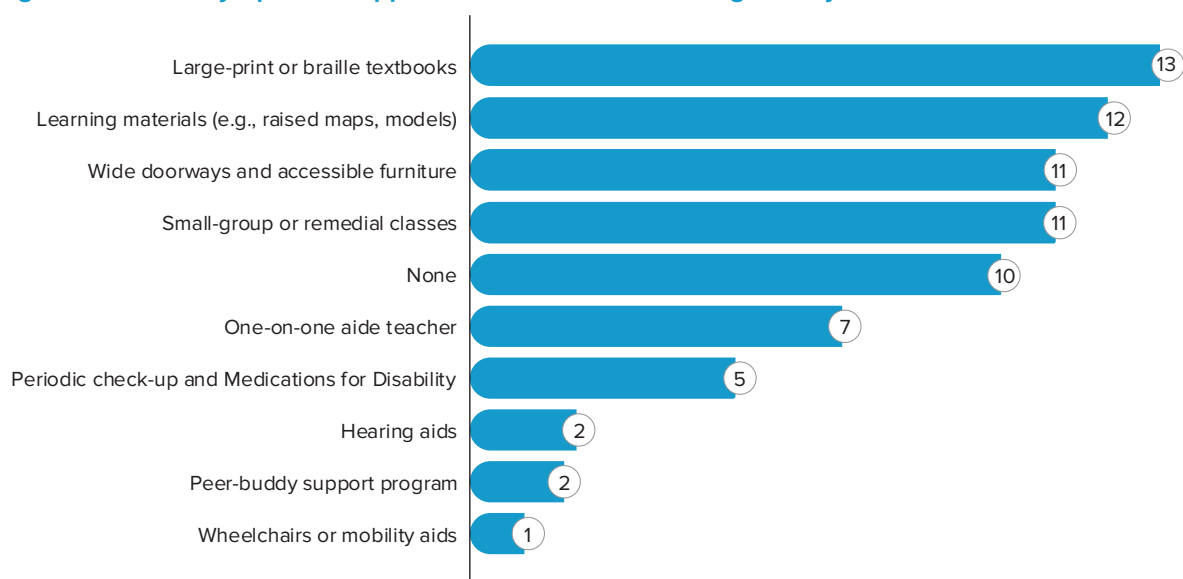 Large-print or braille textbooks 13
Learning materials (e.g., raised maps, models) 12
Wide doorways and accessible furniture 11
Small-group or remedial classes 11
None 10
One-on-one aide teacher 7
Periodic check-up and Medications for Disability 5
Hearing aids 2
Peer-buddy support program 2
Wheelchairs or mobility aids 1